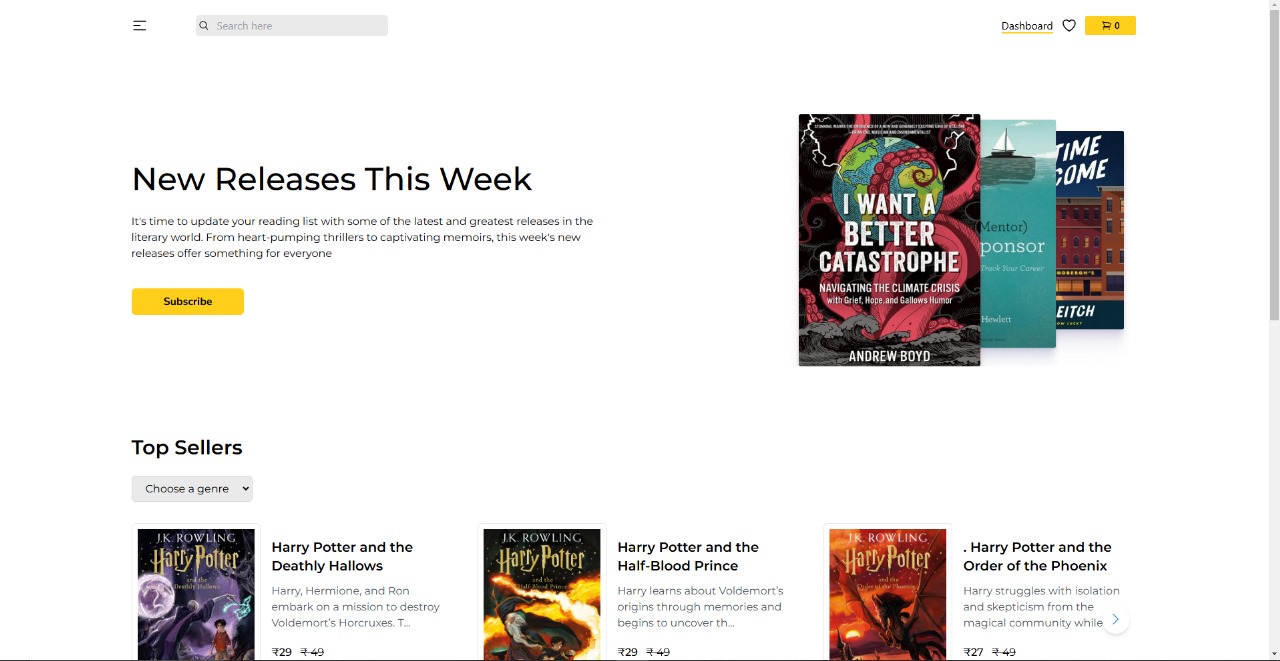 Search here
Dashboard
0
New Releases This Week
It's time to update your reading list with some of the latest and greatest releases in the
literary world. From heart-pumping thrillers to captivating memoirs, this week's new
releases offer something for everyone
Subscribe
I WANT A
BETTER
CATASTROPHE
NAVIGATING THE CLIMATE CRISIS
with Grief, Hope, and Gallows Humor
ANDREW BOYD
(Mentor)
ponsor
Track Your Career
Hewlett
TIME
COME
EITCH
Top Sellers
Choose a genre
J.K. ROWLING
Harry Potter
and the
Deathly Hallows
Harry Potter and the
Deathly Hallows
Harry, Hermione, and Ron
embark on a mission to destroy
Voldemort's Horcruxes. T...
₹29 ₹ 49
J.K. ROWLING
Harry Potter
and the
Half-Blood Prince
Harry Potter and the
Half-Blood Prince
Harry learns about Voldemort's
origins through memories and
begins to uncover th...
₹29 ₹ 49
J.K. ROWLING
Harry Potter
and the
Order of the Phoenix
. Harry Potter and the
Order of the Phoenix
Harry struggles with isolation
and skepticism from the
magical community while
₹27 ₹ 49